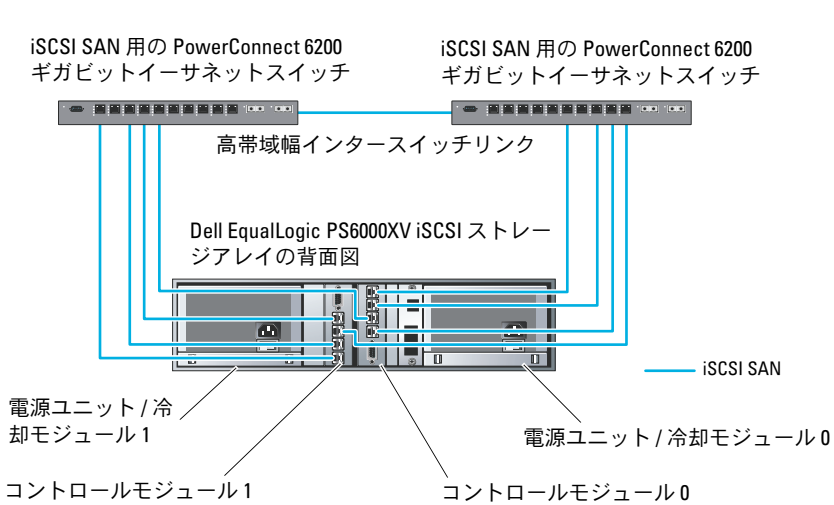 iSCSI SAN 用の PowerConnect 6200
ギガビットイーサネットスイッチ
iSCSI SAN 用の PowerConnect 6200
ギガビットイーサネットスイッチ
高帯域幅インタースイッチリンク
Dell EqualLogic PS6000XV iSCSI ストレー
ジアレイの背面図
iSCSI SAN
電源ユニット / 冷
却モジュール 1
電源ユニット / 冷却モジュール 0
コントロールモジュール 1
コントロールモジュール 0